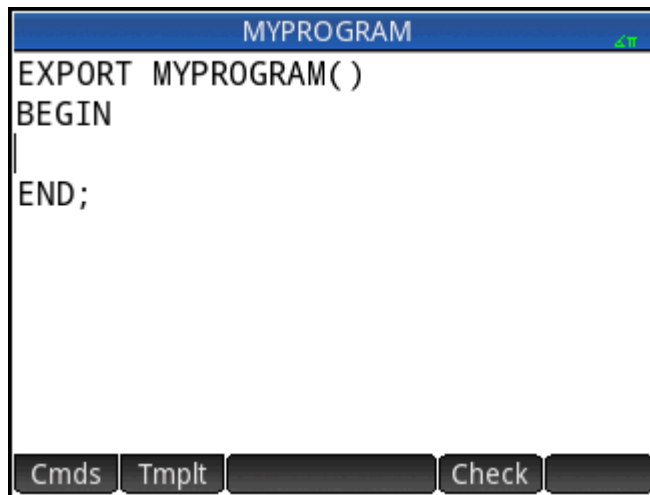 MYPROGRAM
∡π
EXPORT MYPROGRAM()
BEGIN
END;
Cmds Tmplt Check